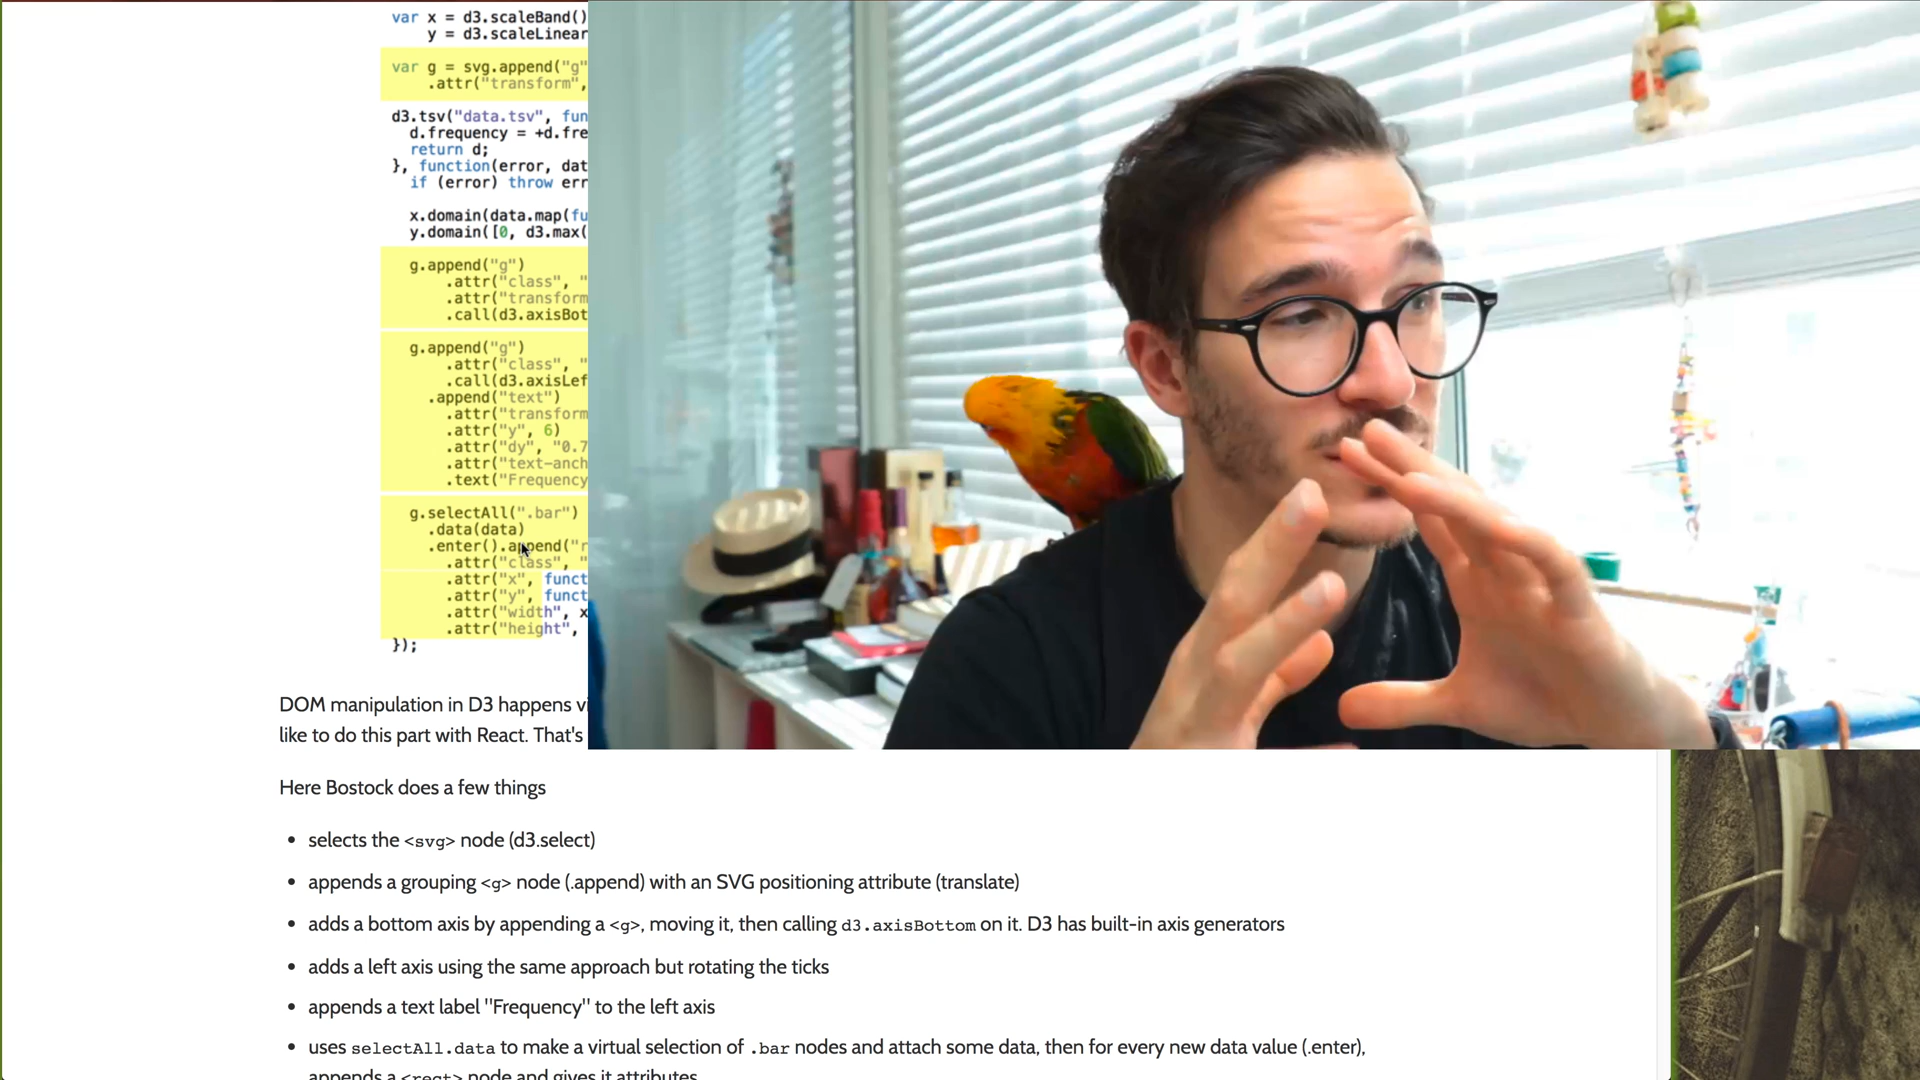 var x = d3.scaleBand()
y = d3.scaleLinear
var g = svg.append("g"
.attr("transform",
d3.tsv("data.tsv", fun
d.frequency = +d.fre
return d;
}, function(error, dat
if (error) throw err
x.domain(data.map(fu
y.domain([0, d3.max(
g.append("g")
.attr("class", "
.attr("transform
.call(d3.axisBot
g.append("g")
.attr("class", "
.call(d3.axisLef
.append("text")
.attr("transform
.attr("y", 6)
.attr("dy", "0.7
.attr("text-anch
.text("Frequency
g.selectAll(".bar")
.data(data)
.enter().append("r
.attr("class", "
.attr("x", funct
.attr("y", funct
.attr("width", x
.attr("height",
});
DOM manipulation in D3 happens vi
like to do this part with React. That's
Here Bostock does a few things
• selects the <svg> node (d3.select)
• appends a grouping <g> node (.append) with an SVG positioning attribute (translate)
• adds a bottom axis by appending a <g>, moving it, then calling d3.axisBottom on it. D3 has built-in axis generators
• adds a left axis using the same approach but rotating the ticks
• appends a text label "Frequency" to the left axis
• uses selectAll.data to make a virtual selection of .bar nodes and attach some data, then for every new data value (.enter),
appends a <rect> node and gives it attributes